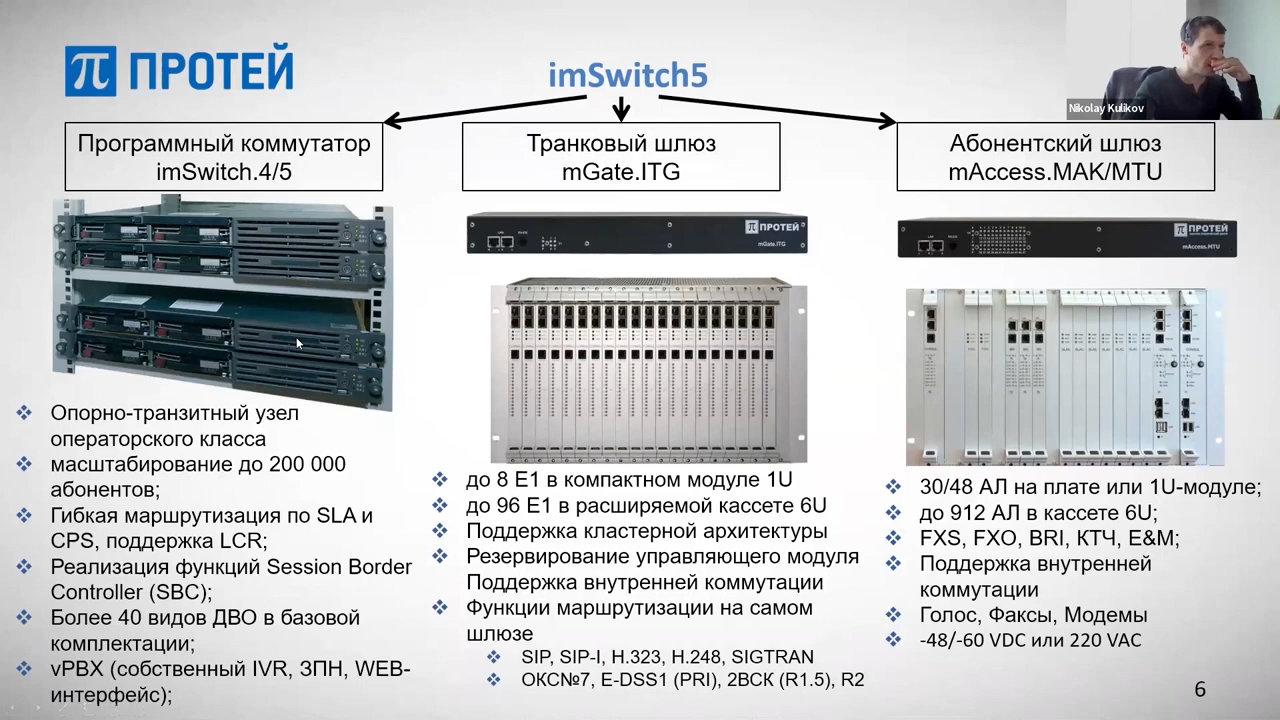 ПРОТЕЙ
imSwitch5
Nikolay Kulikov
Программный коммутатор
imSwitch.4/5
Транковый шлюз
mGate.ITG
Абонентский шлюз
mAccess.MAK/MTU
ПРОТЕЙ
mGate.ITG
ПРОТЕЙ
mAccess.MTU
Опорно-транзитный узел
операторского класса
масштабирование до 200 000
абонентов;
Гибкая маршрутизация по SLA и
CPS, поддержка LCR;
Реализация функций Session Border
Controller (SBC);
Более 40 видов ДВО в базовой
комплектации;
vPBX (собственный IVR, ЗПН, WEB-
интерфейс);
до 8 Е1 в компактном модуле 1U
до 96 Е1 в расширяемой кассете 6U
Поддержка кластерной архитектуры
Резервирование управляющего модуля
Поддержка внутренней коммутации
Функции маршрутизации на самом
шлюзе
SIP, SIP-I, H.323, H.248, SIGTRAN
ОКС№7, E-DSS1 (PRI), 2ВСК (R1.5), R2
30/48 АЛ на плате или 1U-модуле;
до 912 АЛ в кассете 6U;
FXS, FXO, BRI, КТЧ, E&M;
Поддержка внутренней
коммутации
Голос, Факсы, Модемы
-48/-60 VDC или 220 VAC
6